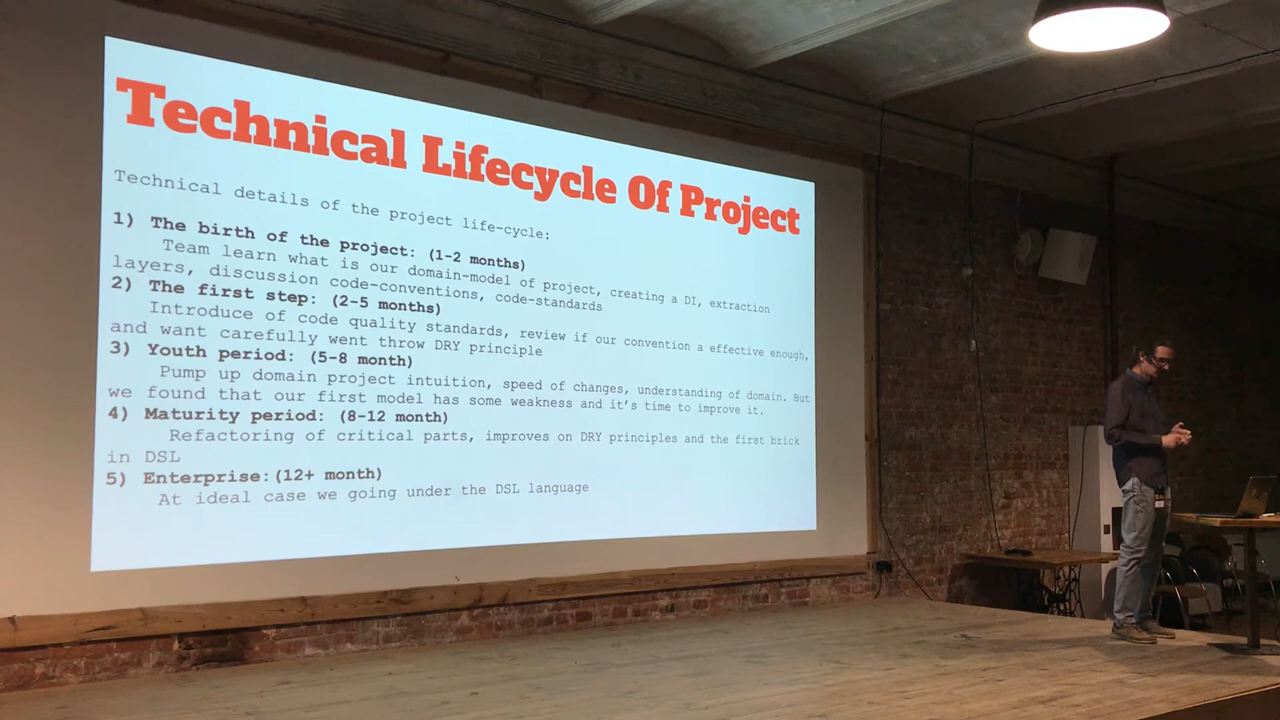 Technical Lifecycle Of Project
Technical details of the project life-cycle:
1) The birth of the project: (1-2 months)
Team learn what is our domain-model of project, creating a DI, extraction
layers, discussion code-conventions, code-standards
2) The first step: (2-5 months)
Introduce of code quality standards, review if our convention a effective enough,
and want carefully went throw DRY principle
3) Youth period: (5-8 month)
Pump up domain project intuition, speed of changes, understanding of domain. But
we found that our first model has some weakness and it's time to improve it.
4) Maturity period: (8-12 month)
Refactoring of critical parts, improves on DRY principles and the first brick
in DSL
5) Enterprise:(12+ month)
At ideal case we going under the DSL language